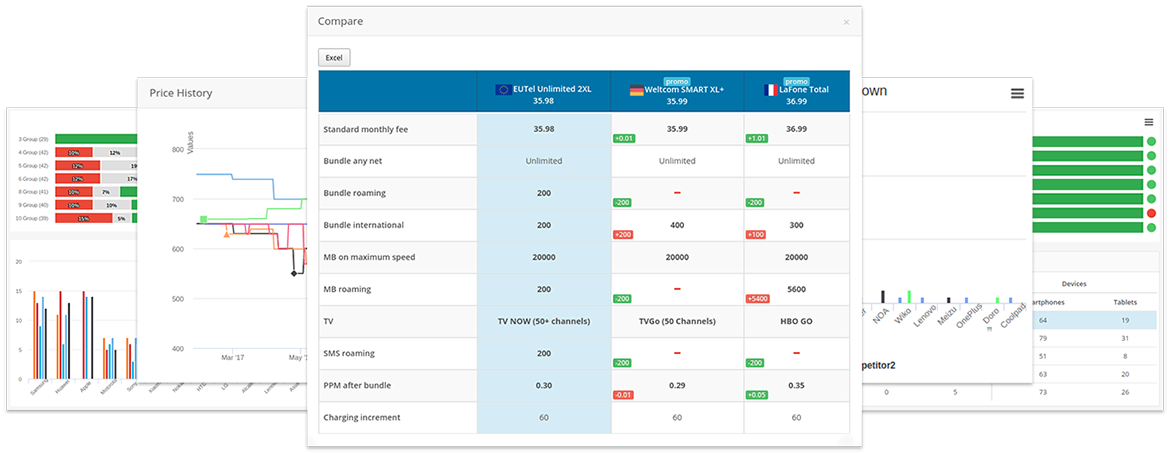 Compare ×
Excel
EUTel Unlimited 2XL
35.98
promo
Weltcom SMART XL+
35.99
promo
LaFone Total
36.99
Standard monthly fee 35.98 +0.01 35.99 +1.01 36.99
Bundle any net Unlimited Unlimited Unlimited
Bundle roaming 200 -200 – -200 –
Bundle international 200 +200 400 +100 300
MB on maximum speed 20000 20000 20000
MB roaming 200 -200 – +5400 5600
TV TV NOW (50+ channels) TVGo (50 Channels) HBO GO
SMS roaming 200 -200 – -200 –
PPM after bundle 0.30 -0.01 0.29 +0.05 0.35
Charging increment 60 60 60
Price History
Values
800
700
600
500
400
Mar '17
May '
3 Group (29)
4 Group (42) 10% 12%
5 Group (42) 12% 19
6 Group (42) 12% 17%
8 Group (41) 10% 7%
9 Group (40) 10% 10%
10 Group (39) 15% 5%
20
15
10
5
0
Samsung
Huawei
Apple
Motorola
Sony
HTC
LG
Alcatel
Lenovo
own
NOA
Wiko
Lenovo
Meizu
OnePlus
Doro
Coolpad
petitor2
0 5
Devices
artphones Tablets
64 19
79 31
51 8
63 20
73 26